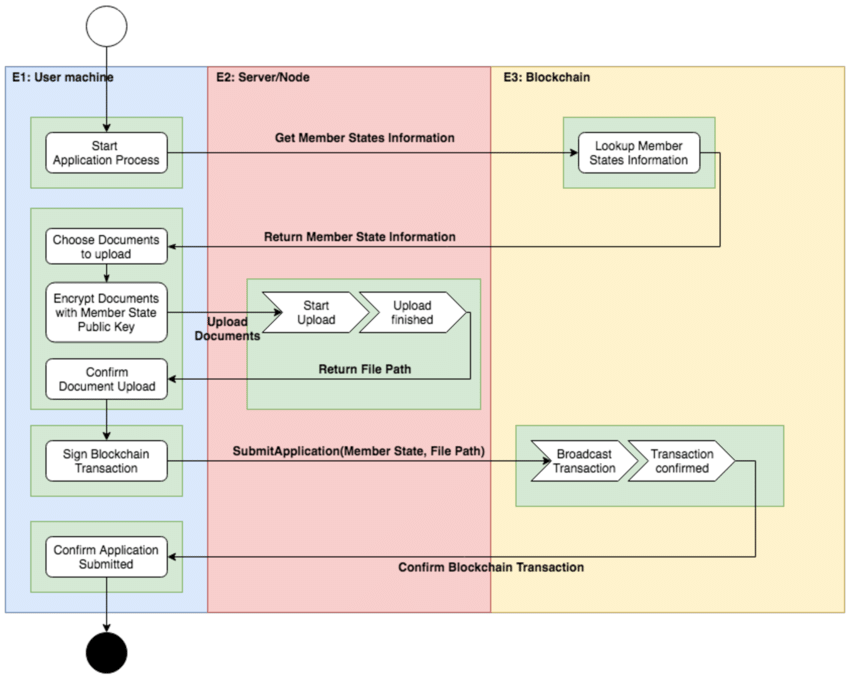 E1: User machine
E2: Server/Node
E3: Blockchain
Start
Application Process
Get Member States Information
Lookup Member
States Information
Choose Documents
to upload
Return Member State Information
Encrypt Documents
with Member State
Public Key
Upload
Documents
Start
Upload
Upload
finished
Confirm
Document Upload
Return File Path
Sign Blockchain
Transaction
SubmitApplication(Member State, File Path)
Broadcast
Transaction
Transaction
confirmed
Confirm Application
Submitted
Confirm Blockchain Transaction